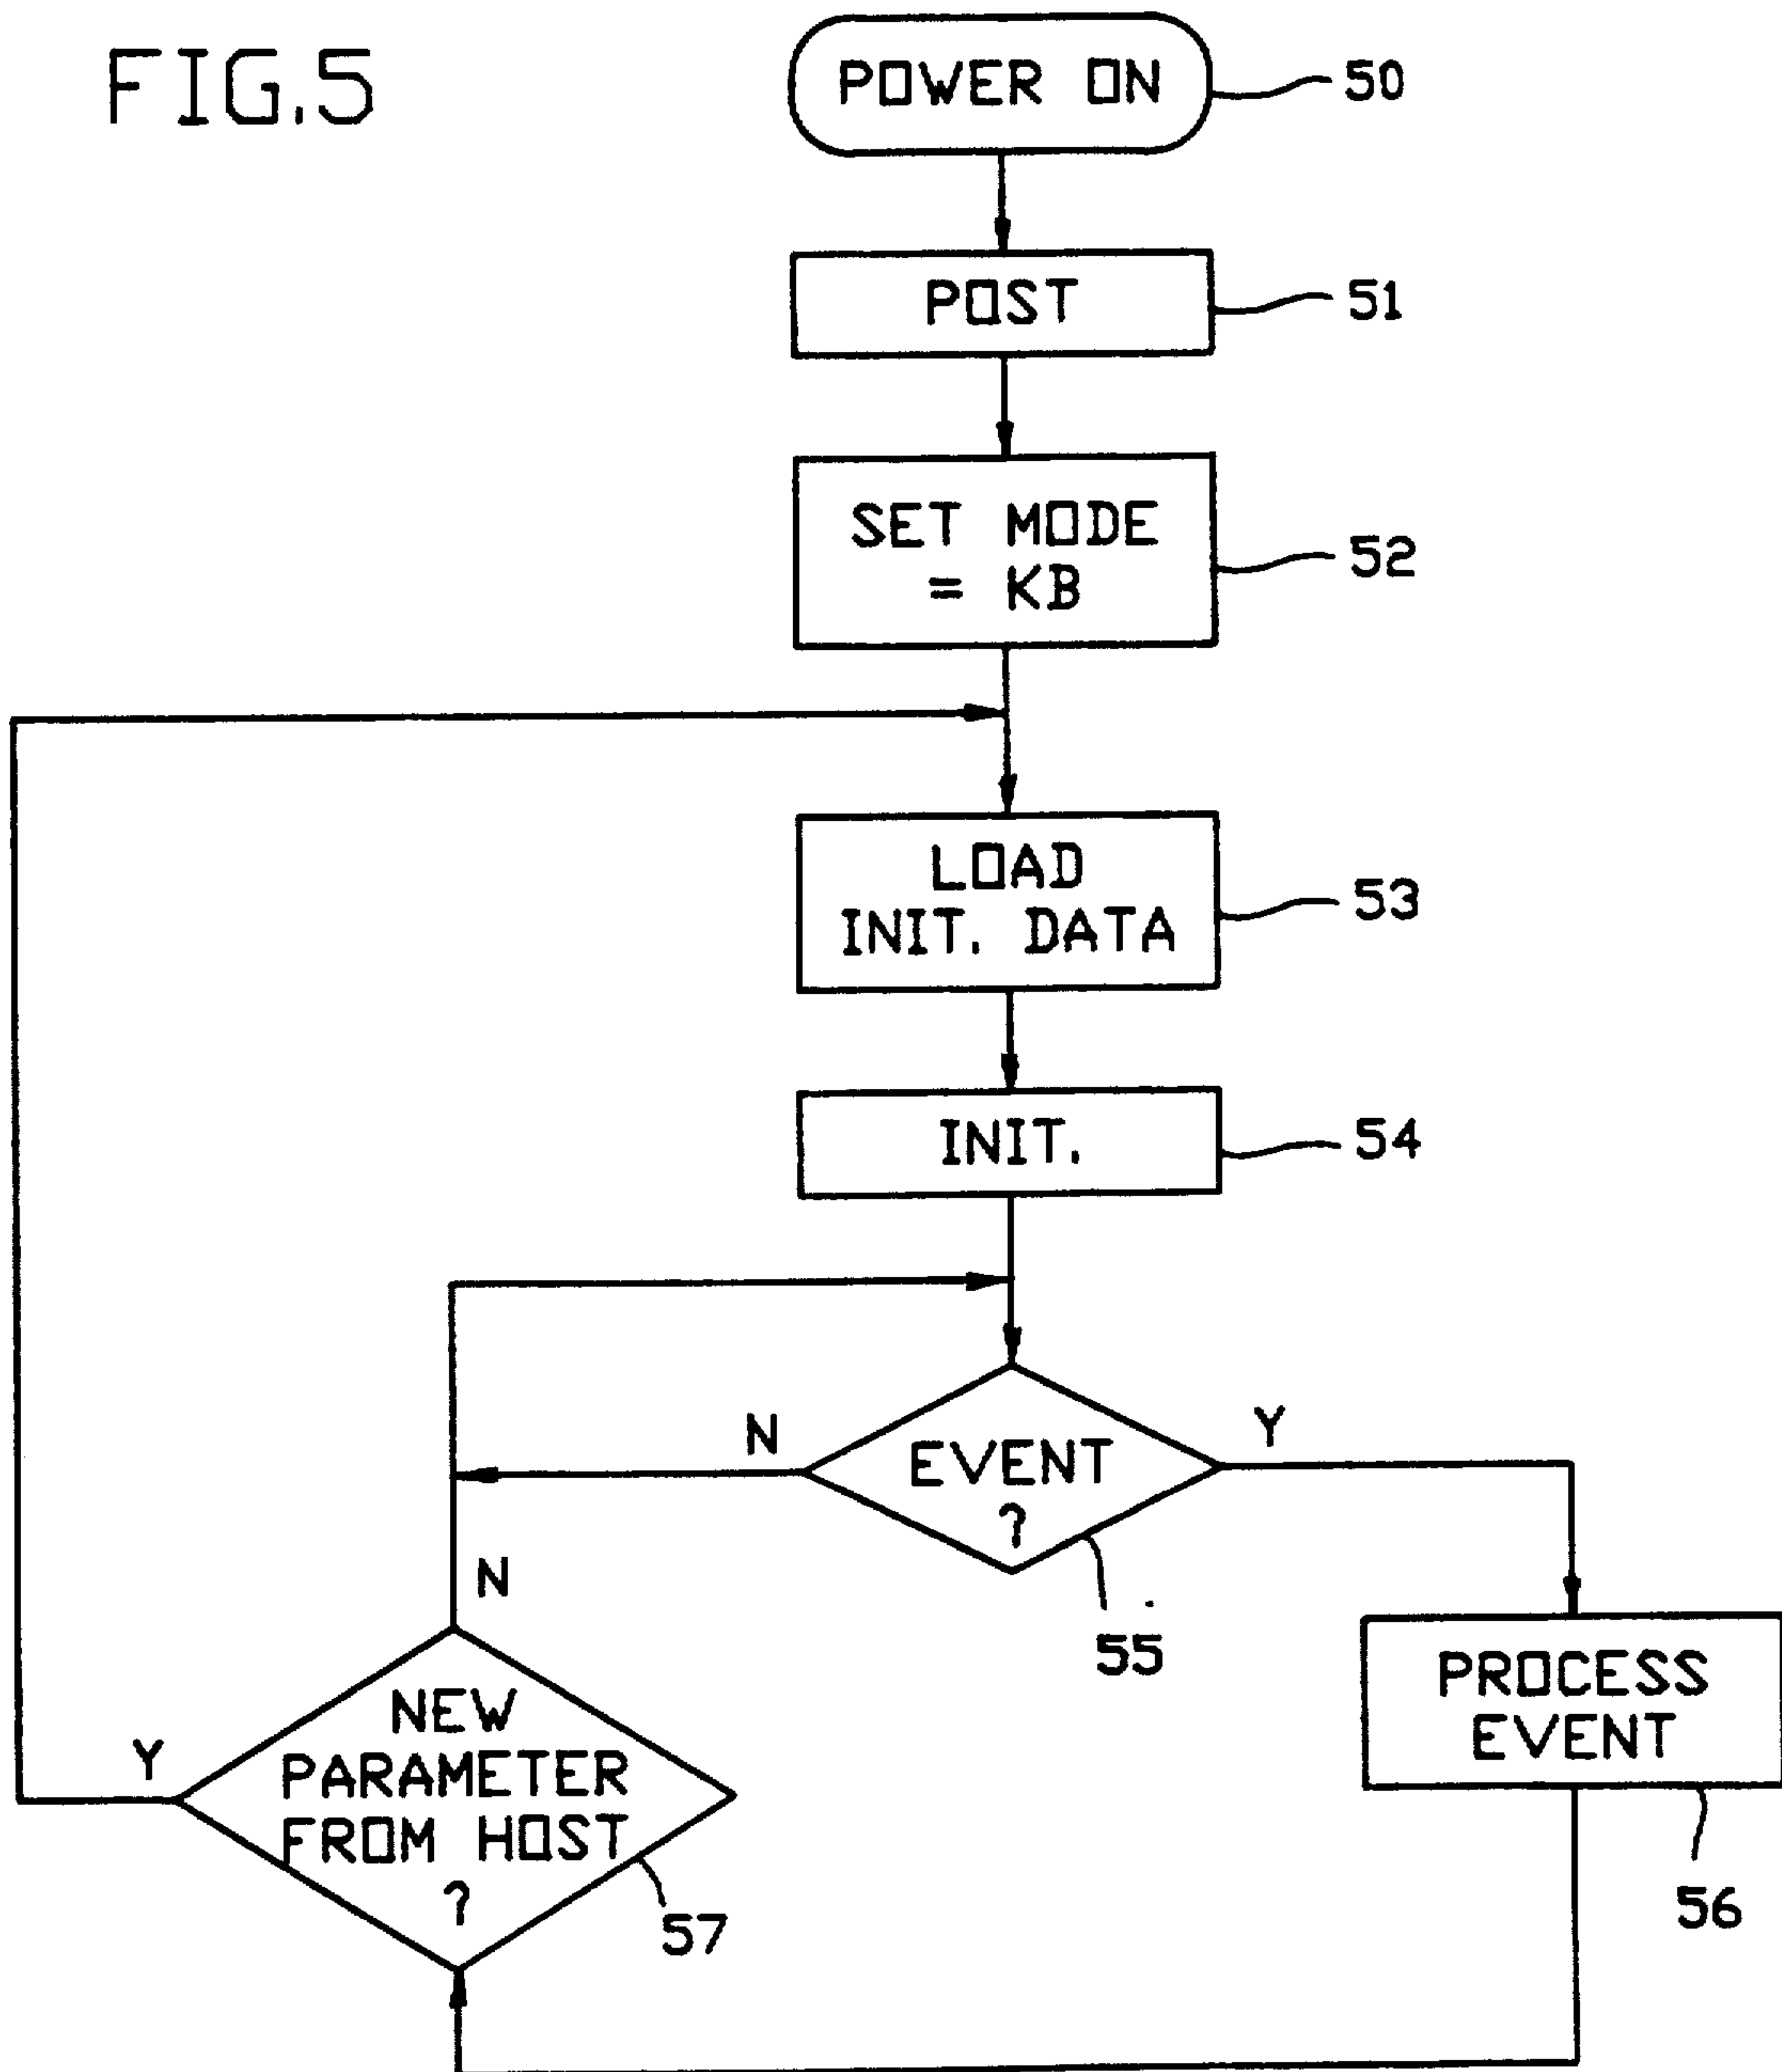 FIG.5
POWER ON
50
POST
51
SET MODE
= KB
52
LOAD
INIT. DATA
53
INIT.
54
N
EVENT
?
Y
55
N
NEW
PARAMETER
FROM HOST
?
Y
57
PROCESS
EVENT
56